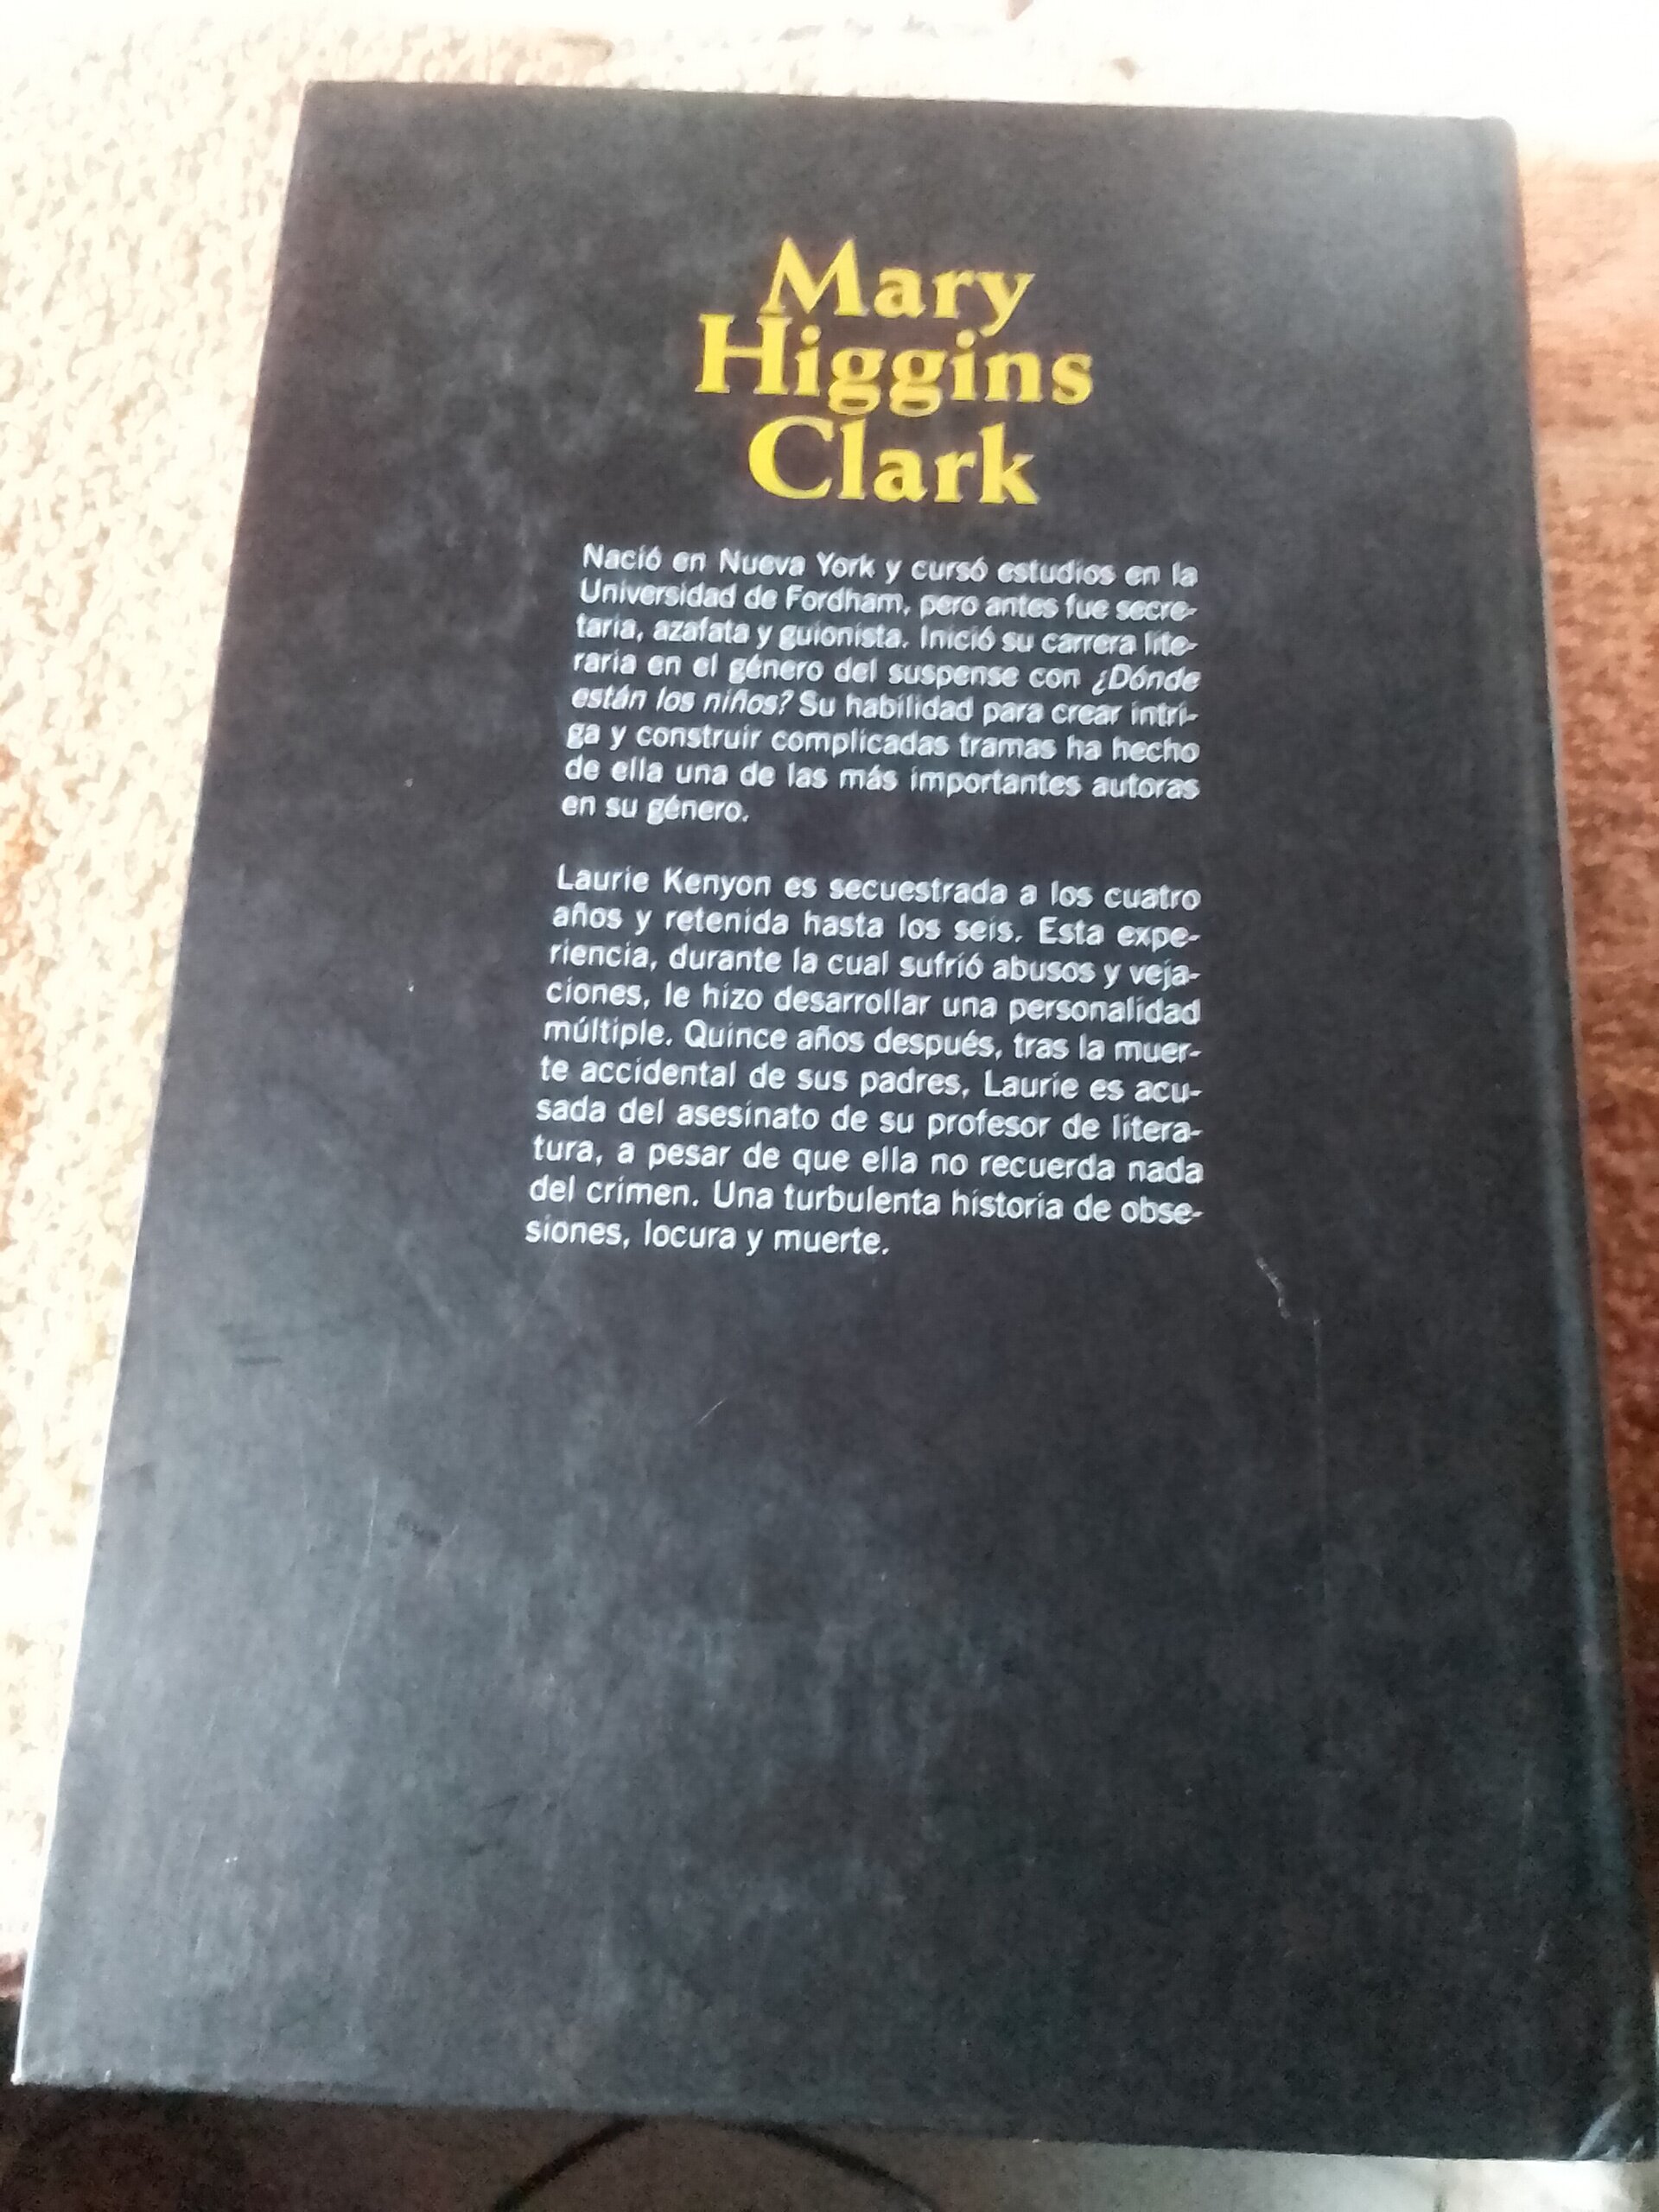 Mary
Higgins
Clark
Nació en Nueva York y cursó estudios en la
Universidad de Fordham, pero antes fue secre-
taria, azafata y guionista. Inició su carrera lite-
raria en el género del suspense con ¿Dónde
están los niños? Su habilidad para crear intri-
ga y construir complicadas tramas ha hecho
de ella una de las más importantes autoras
en su género.
Laurie Kenyon es secuestrada a los cuatro
años y retenida hasta los seis. Esta expe-
riencia, durante la cual sufrió abusos y veja-
ciones, le hizo desarrollar una personalidad
múltiple. Quince años después, tras la muer-
te accidental de sus padres, Laurie es acu-
sada del asesinato de su profesor de litera-
tura, a pesar de que ella no recuerda nada
del crimen. Una turbulenta historia de obse-
siones, locura y muerte.